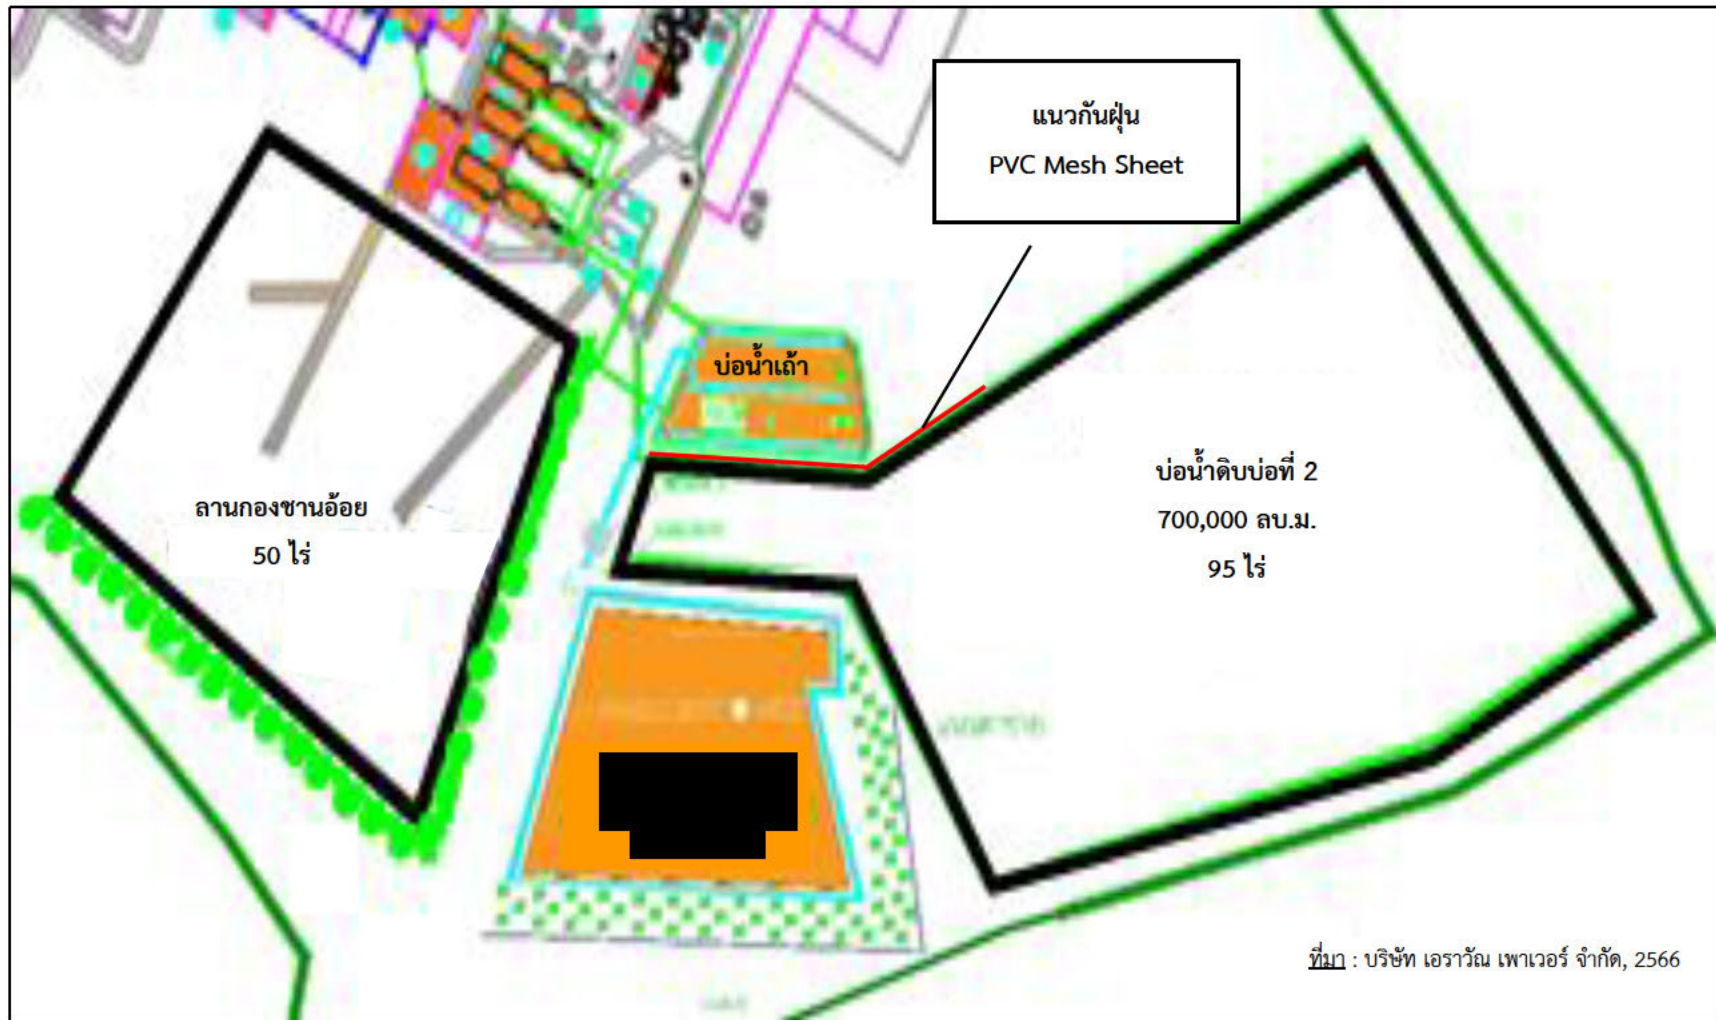 แนวกันฝุ่น
PVC Mesh Sheet
บ่อน้ำเถ้า
ลานกองชานอ้อย
50 ไร่
บ่อน้ำดิบบ่อที่ 2
700,000 ลบ.ม.
95 ไร่
ที่มา : บริษัท เอราวัณ เพาเวอร์ จำกัด, 2566